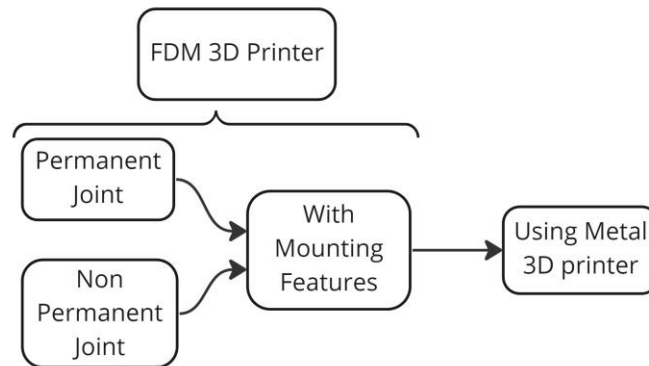 FDM 3D Printer
Permanent
Joint
Non
Permanent
Joint
With
Mounting
Features
Using Metal
3D printer